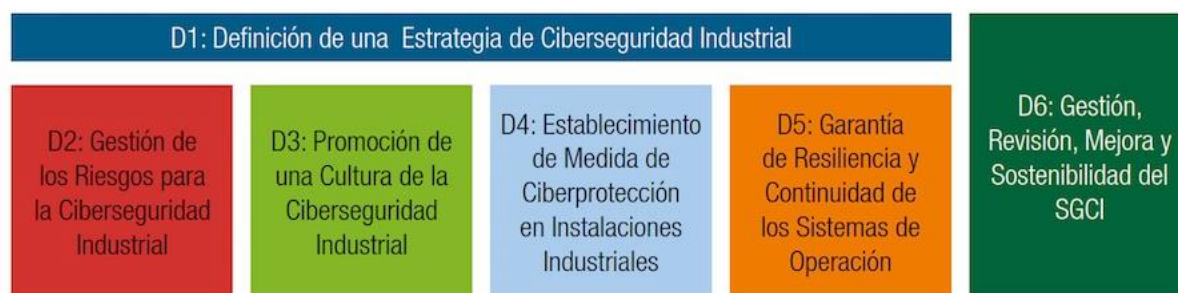 D1: Definición de una Estrategia de Ciberseguridad Industrial
D2: Gestión de
los Riesgos para
la Ciberseguridad
Industrial
D3: Promoción de
una Cultura de la
Ciberseguridad
Industrial
D4: Establecimiento
de Medida de
Ciberprotección
en Instalaciones
Industriales
D5: Garantía
de Resiliencia y
Continuidad de
los Sistemas de
Operación
D6: Gestión,
Revisión, Mejora y
Sostenibilidad del
SGCI